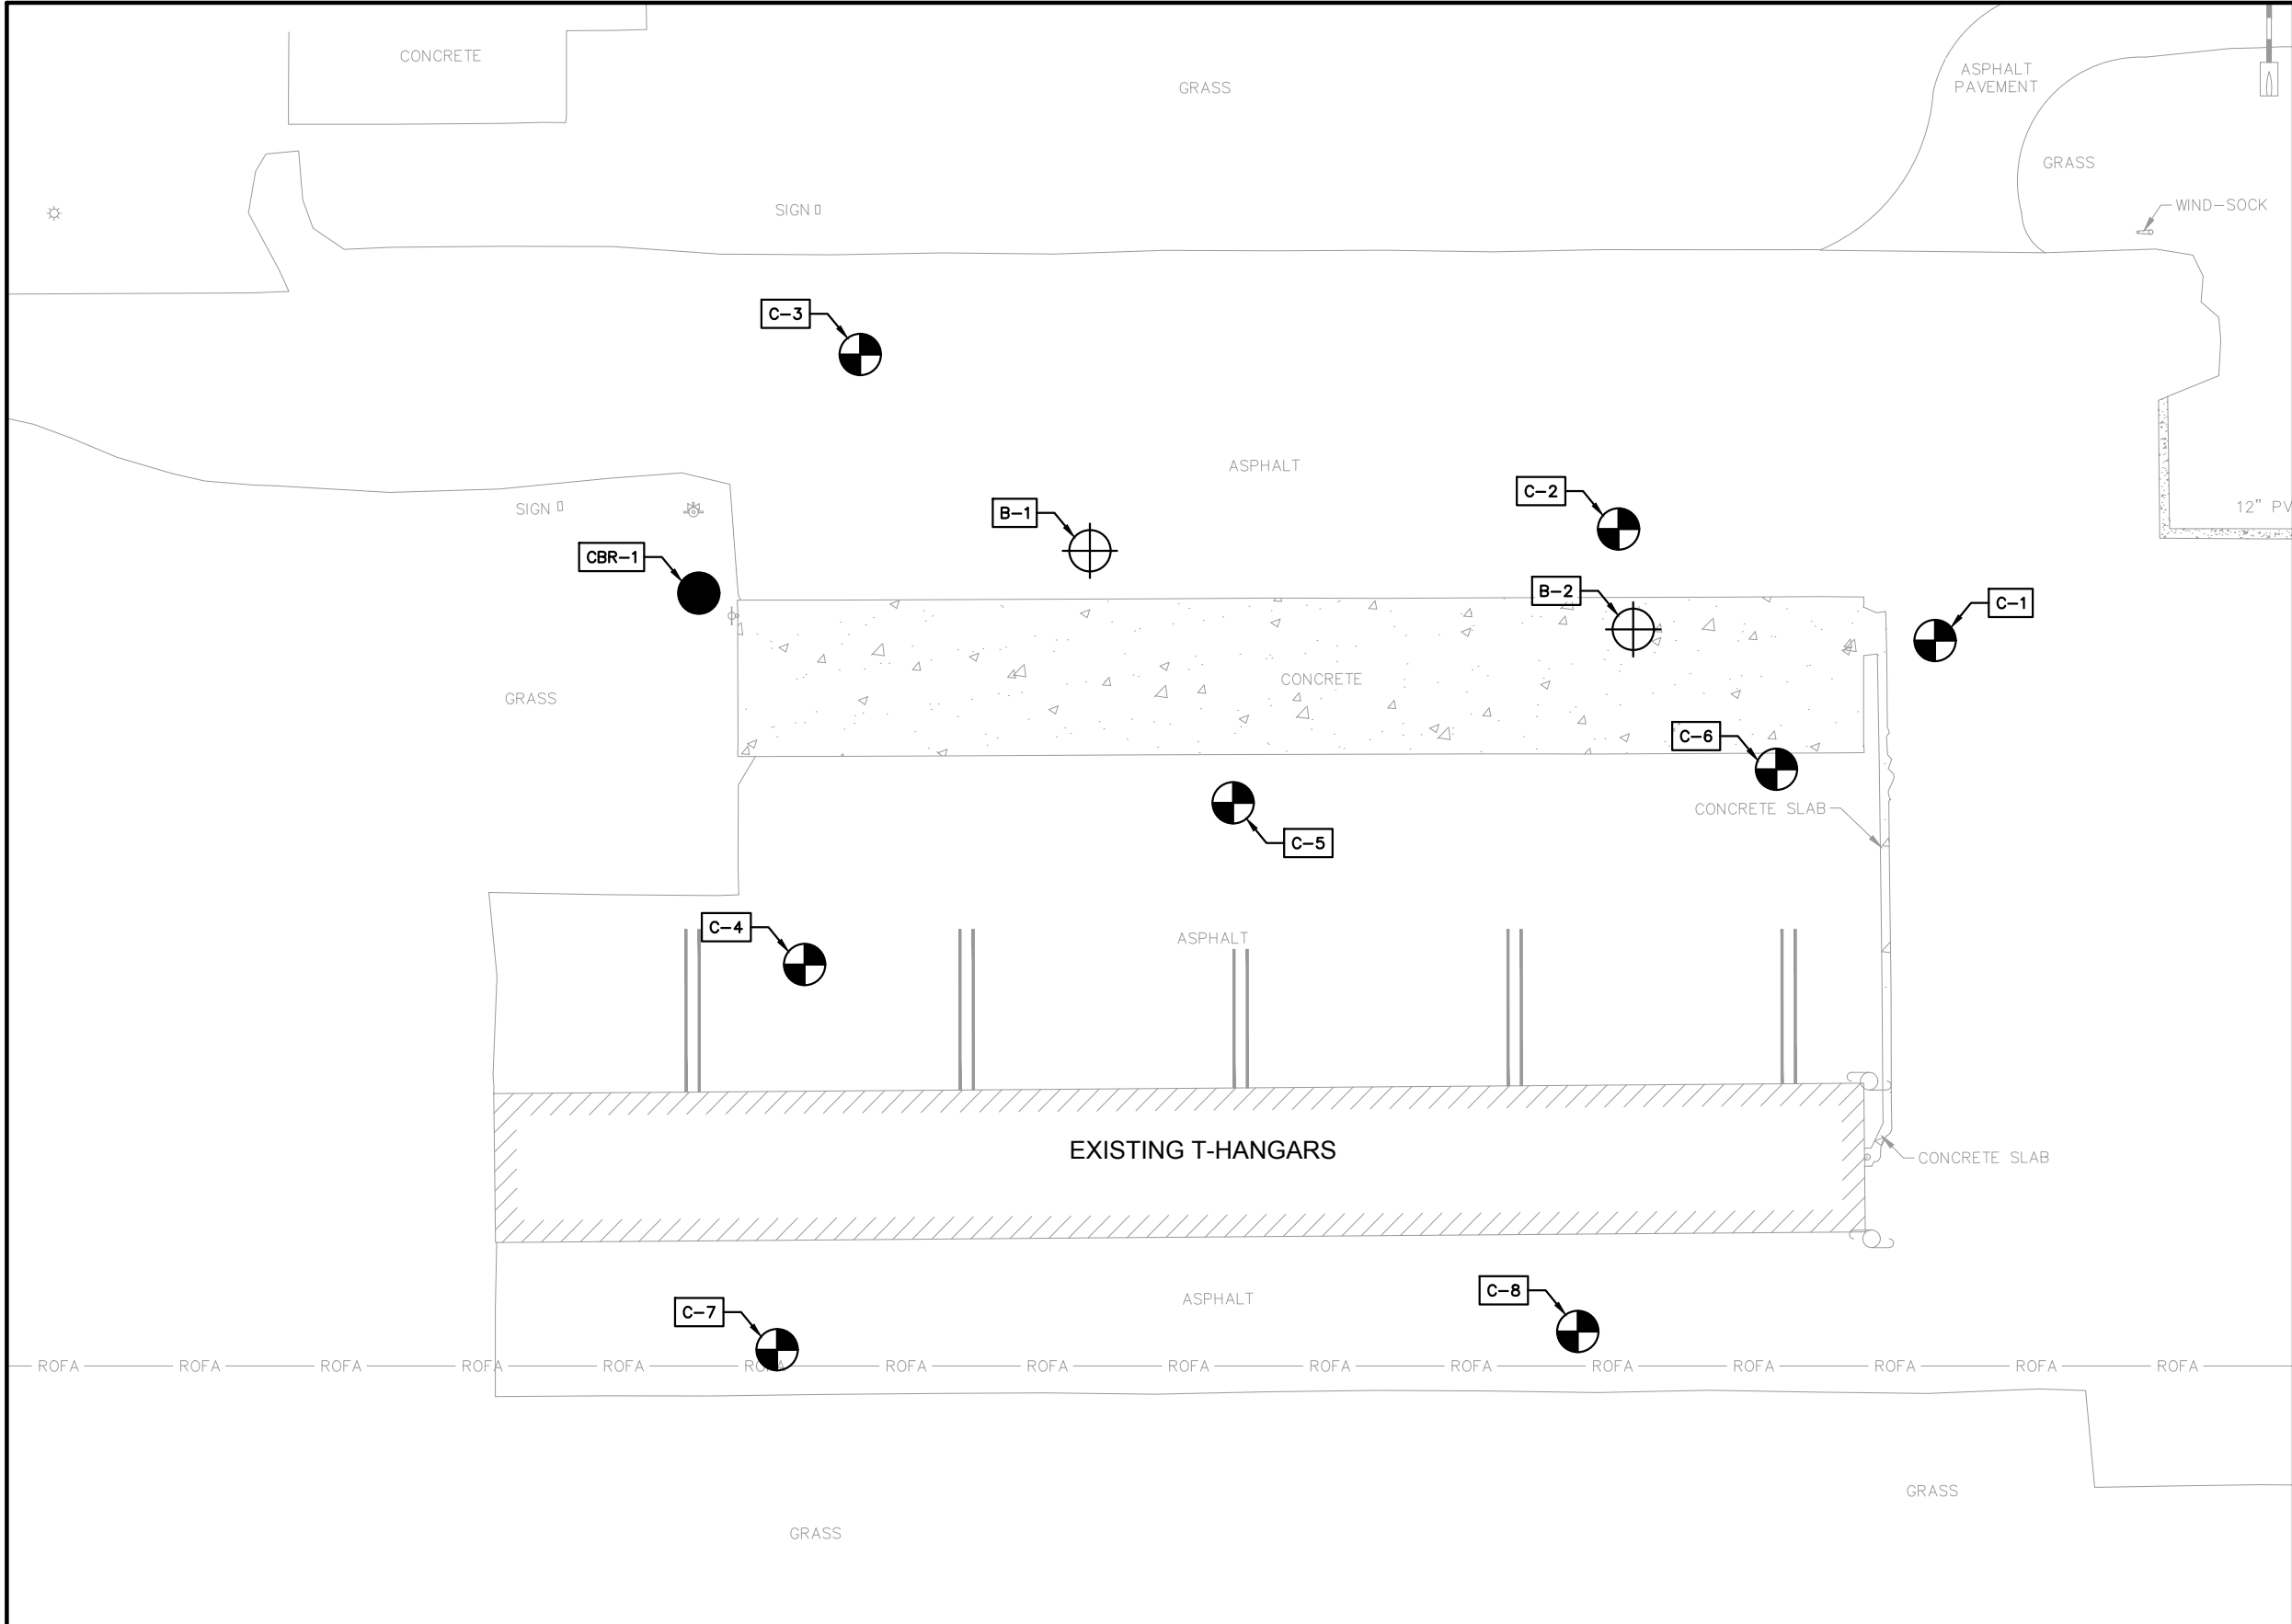 CONCRETE
GRASS
ASPHALT
PAVEMENT
GRASS
WIND-SOCK
SIGN
C-3
ASPHALT
C-2
SIGN
B-1
12" PV
CBR-1
B-2
C-1
CONCRETE
GRASS
C-6
CONCRETE SLAB
C-5
C-4
ASPHALT
EXISTING T-HANGARS
CONCRETE SLAB
C-8
ASPHALT
C-7
ROFA ROFA ROFA ROFA ROFA ROFA ROFA ROFA ROFA ROFA ROFA ROFA ROFA ROFA ROFA ROFA
GRASS
GRASS